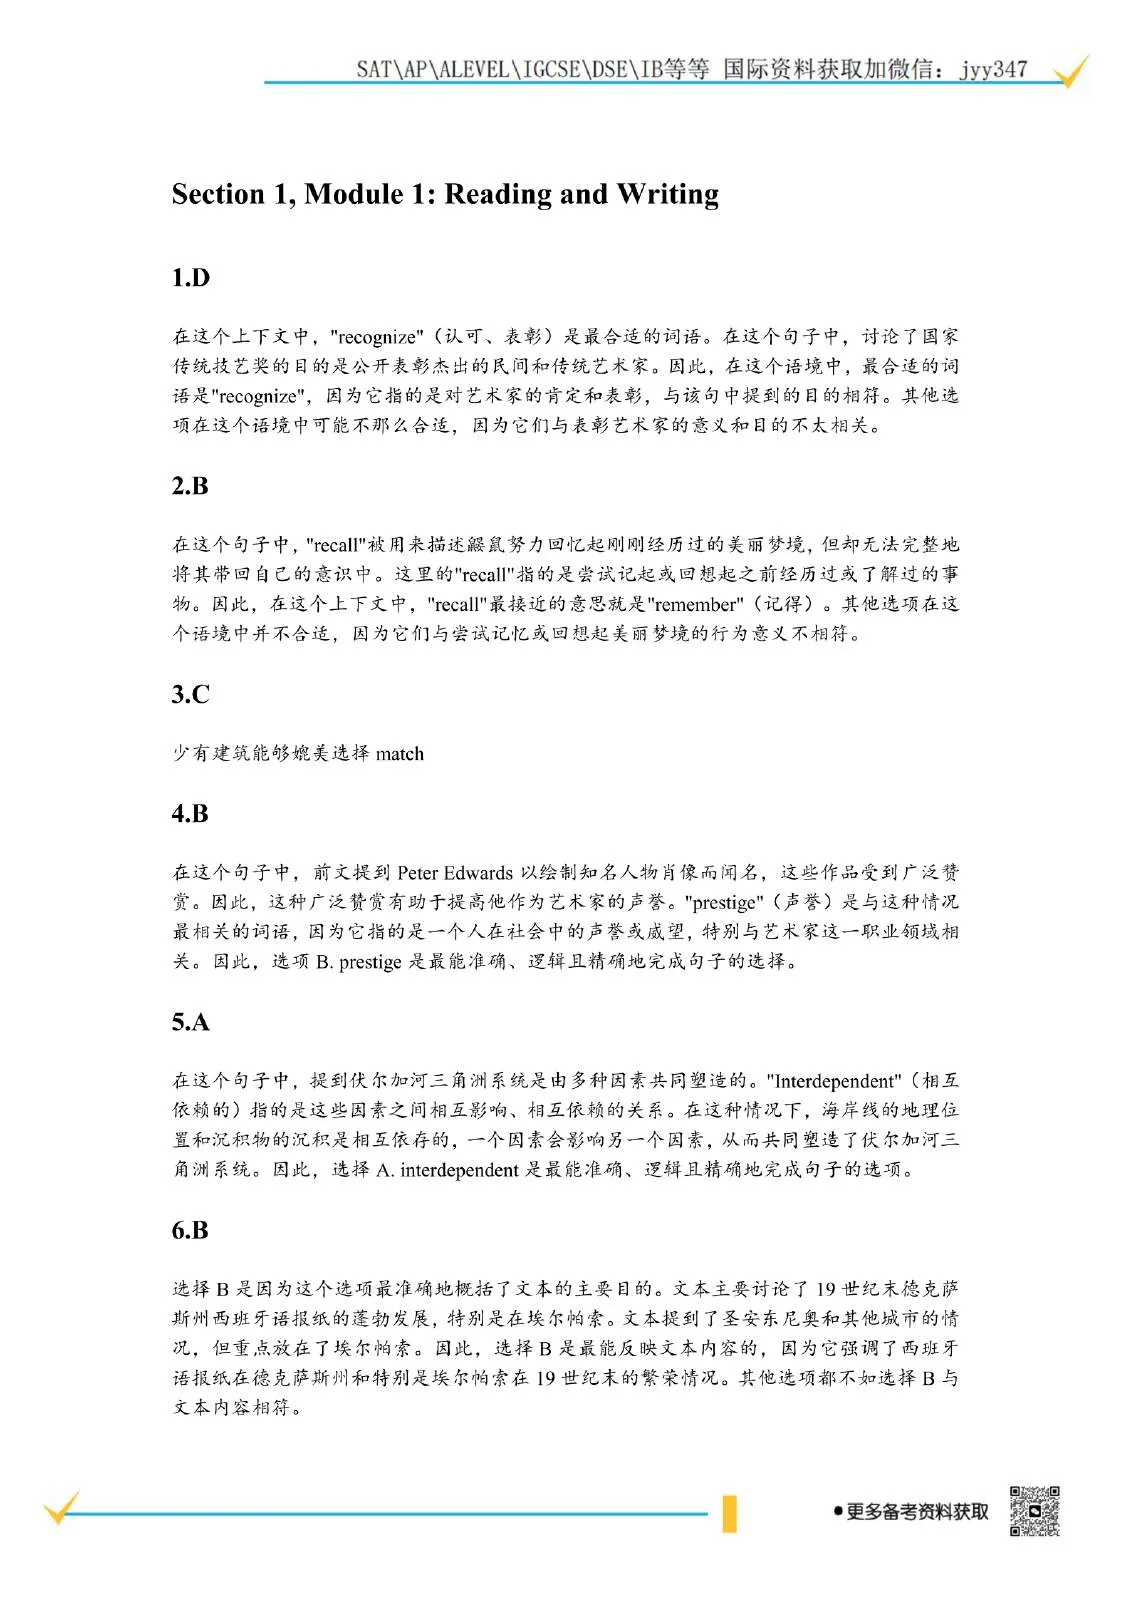 SAT\AP\ALEVEL\IGCSE\DSE\IB等等 国际资料获取加微信：jyy347
Section 1, Module 1: Reading and Writing
1.D
在这个上下文中，"recognize"（认可、表彰）是最合适的词语。在这个句子中，讨论了国家
传统技艺奖的目的是公开表彰杰出的民间和传统艺术家。因此，在这个语境中，最合适的词
语是"recognize"，因为它指的是对艺术家的肯定和表彰，与该句中提到的目的相符。其他选
项在这个语境中可能不那么合适，因为它们与表彰艺术家的意义和目的不太相关。
2.B
在这个句子中，"recall"被用来描述鼹鼠努力回忆起刚刚经历过的美丽梦境，但却无法完整地
将其带回自己的意识中。这里的"recall"指的是尝试记起或回想起之前经历过或了解过的事
物。因此，在这个上下文中，"recall"最接近的意思就是"remember"（记得）。其他选项在这
个语境中并不合适，因为它们与尝试记忆或回想起美丽梦境的行为意义不相符。
3.C
少有建筑能够媲美选择 match
4.B
在这个句子中，前文提到 Peter Edwards 以绘制知名人物肖像而闻名，这些作品受到广泛赞
赏。因此，这种广泛赞赏有助于提高他作为艺术家的声誉。"prestige"（声誉）是与这种情况
最相关的词语，因为它指的是一个人在社会中的声誉或威望，特别与艺术家这一职业领域相
关。因此，选项 B. prestige 是最能准确、逻辑且精确地完成句子的选择。
5.A
在这个句子中，提到伏尔加河三角洲系统是由多种因素共同塑造的。"Interdependent"（相互
依赖的）指的是这些因素之间相互影响、相互依赖的关系。在这种情况下，海岸线的地理位
置和沉积物的沉积是相互依存的，一个因素会影响另一个因素，从而共同塑造了伏尔加河三
角洲系统。因此，选择 A. interdependent 是最能准确、逻辑且精确地完成句子的选项。
6.B
选择 B 是因为这个选项最准确地概括了文本的主要目的。文本主要讨论了 19 世纪末德克萨
斯州西班牙语报纸的蓬勃发展，特别是在埃尔帕索。文本提到了圣安东尼奥和其他城市的情
况，但重点放在了埃尔帕索。因此，选择 B 是最能反映文本内容的，因为它强调了西班牙
语报纸在德克萨斯州和特别是埃尔帕索在 19 世纪末的繁荣情况。其他选项都不如选择 B 与
文本内容相符。
•更多备考资料获取